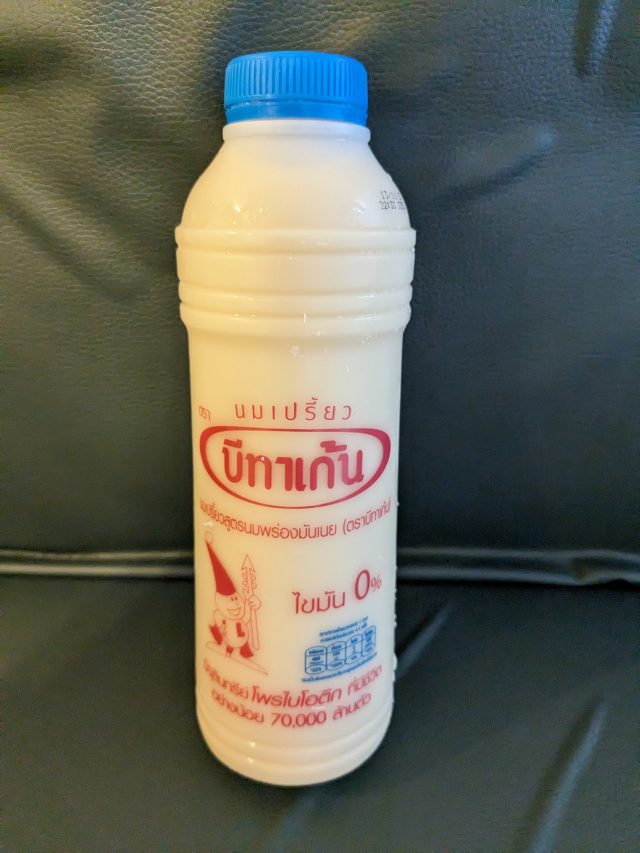 ตรา นมเปรี้ยว
บีทาเก้น
นมเปรี้ยวสูตรนมพร่องมันเนย (ตราบีทาเก้น)
ไขมัน 0%
มีจุลินทรีย์ โพรไบโอติก ที่มีชีวิต
อย่างน้อย 70,000 ล้านตัว